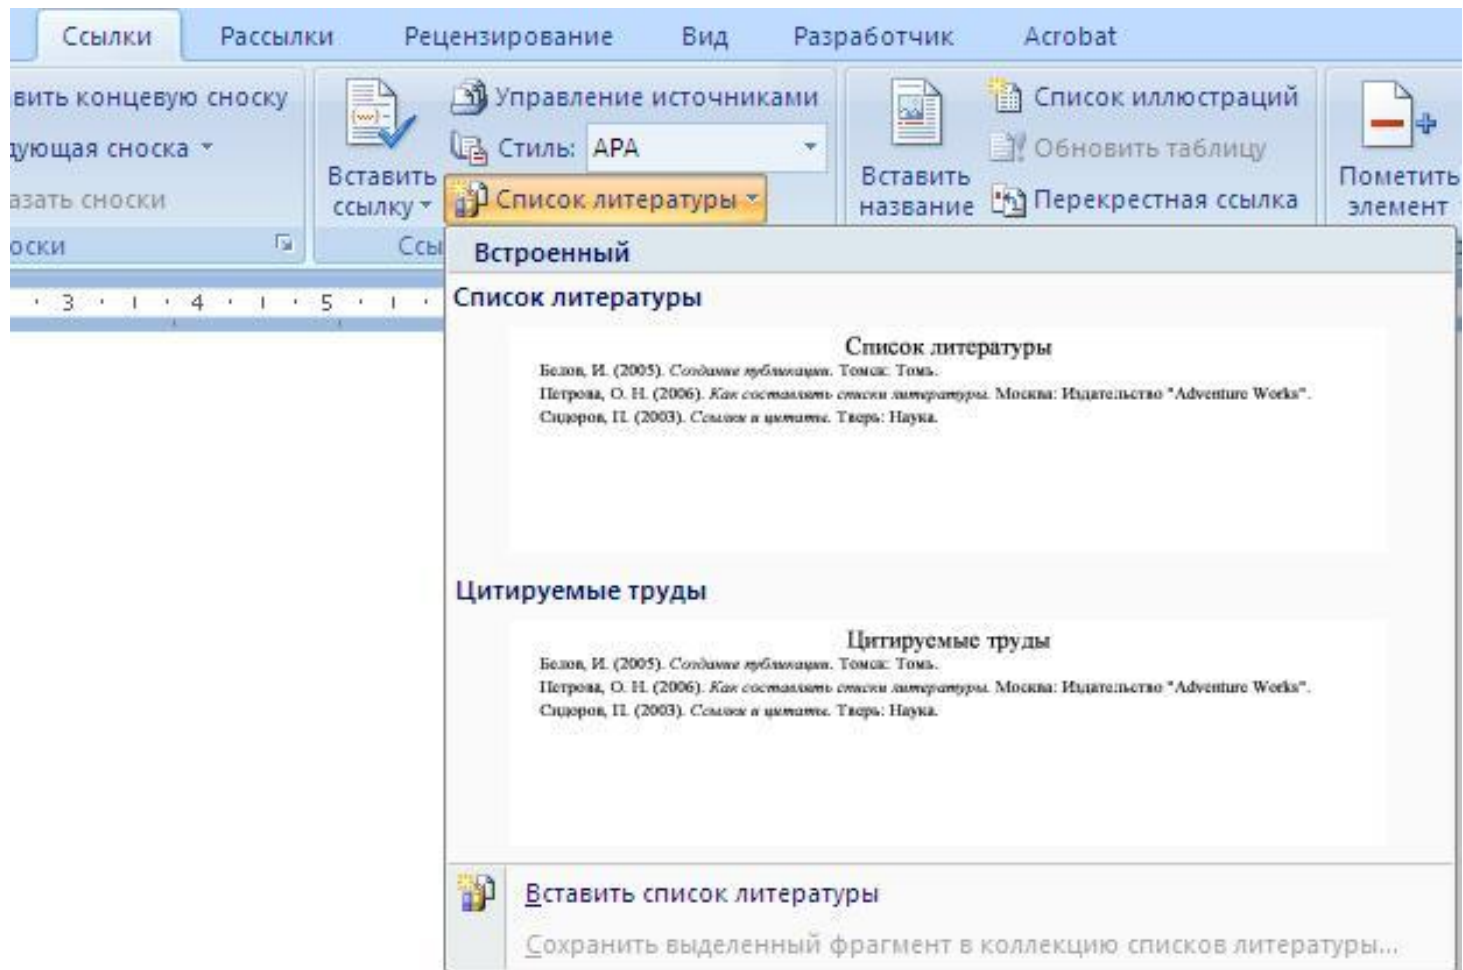 Ссылки Рассылки Рецензирование Вид Разработчик Acrobat
вить концевую сноску
дующая сноска
азать сноски
оски
Вставить
ссылку
Управление источниками
Стиль: APA
Список литературы
Ссы
Вставить
название
Список иллюстраций
Обновить таблицу
Перекрестная ссылка
Пометить
элемент
3 4 5
Встроенный
Список литературы
Список литературы
Белов, И. (2005). Создание публикации. Томск: Томь.
Петрова, О. Н. (2006). Как составлять списки литературы. Москва: Издательство "Adventure Works".
Сидоров, П. (2003). Ссылки и цитаты. Тверь: Наука.
Цитируемые труды
Цитируемые труды
Белов, И. (2005). Создание публикации. Томск: Томь.
Петрова, О. Н. (2006). Как составлять списки литературы. Москва: Издательство "Adventure Works".
Сидоров, П. (2003). Ссылки и цитаты. Тверь: Наука.
Вставить список литературы
Сохранить выделенный фрагмент в коллекцию списков литературы...